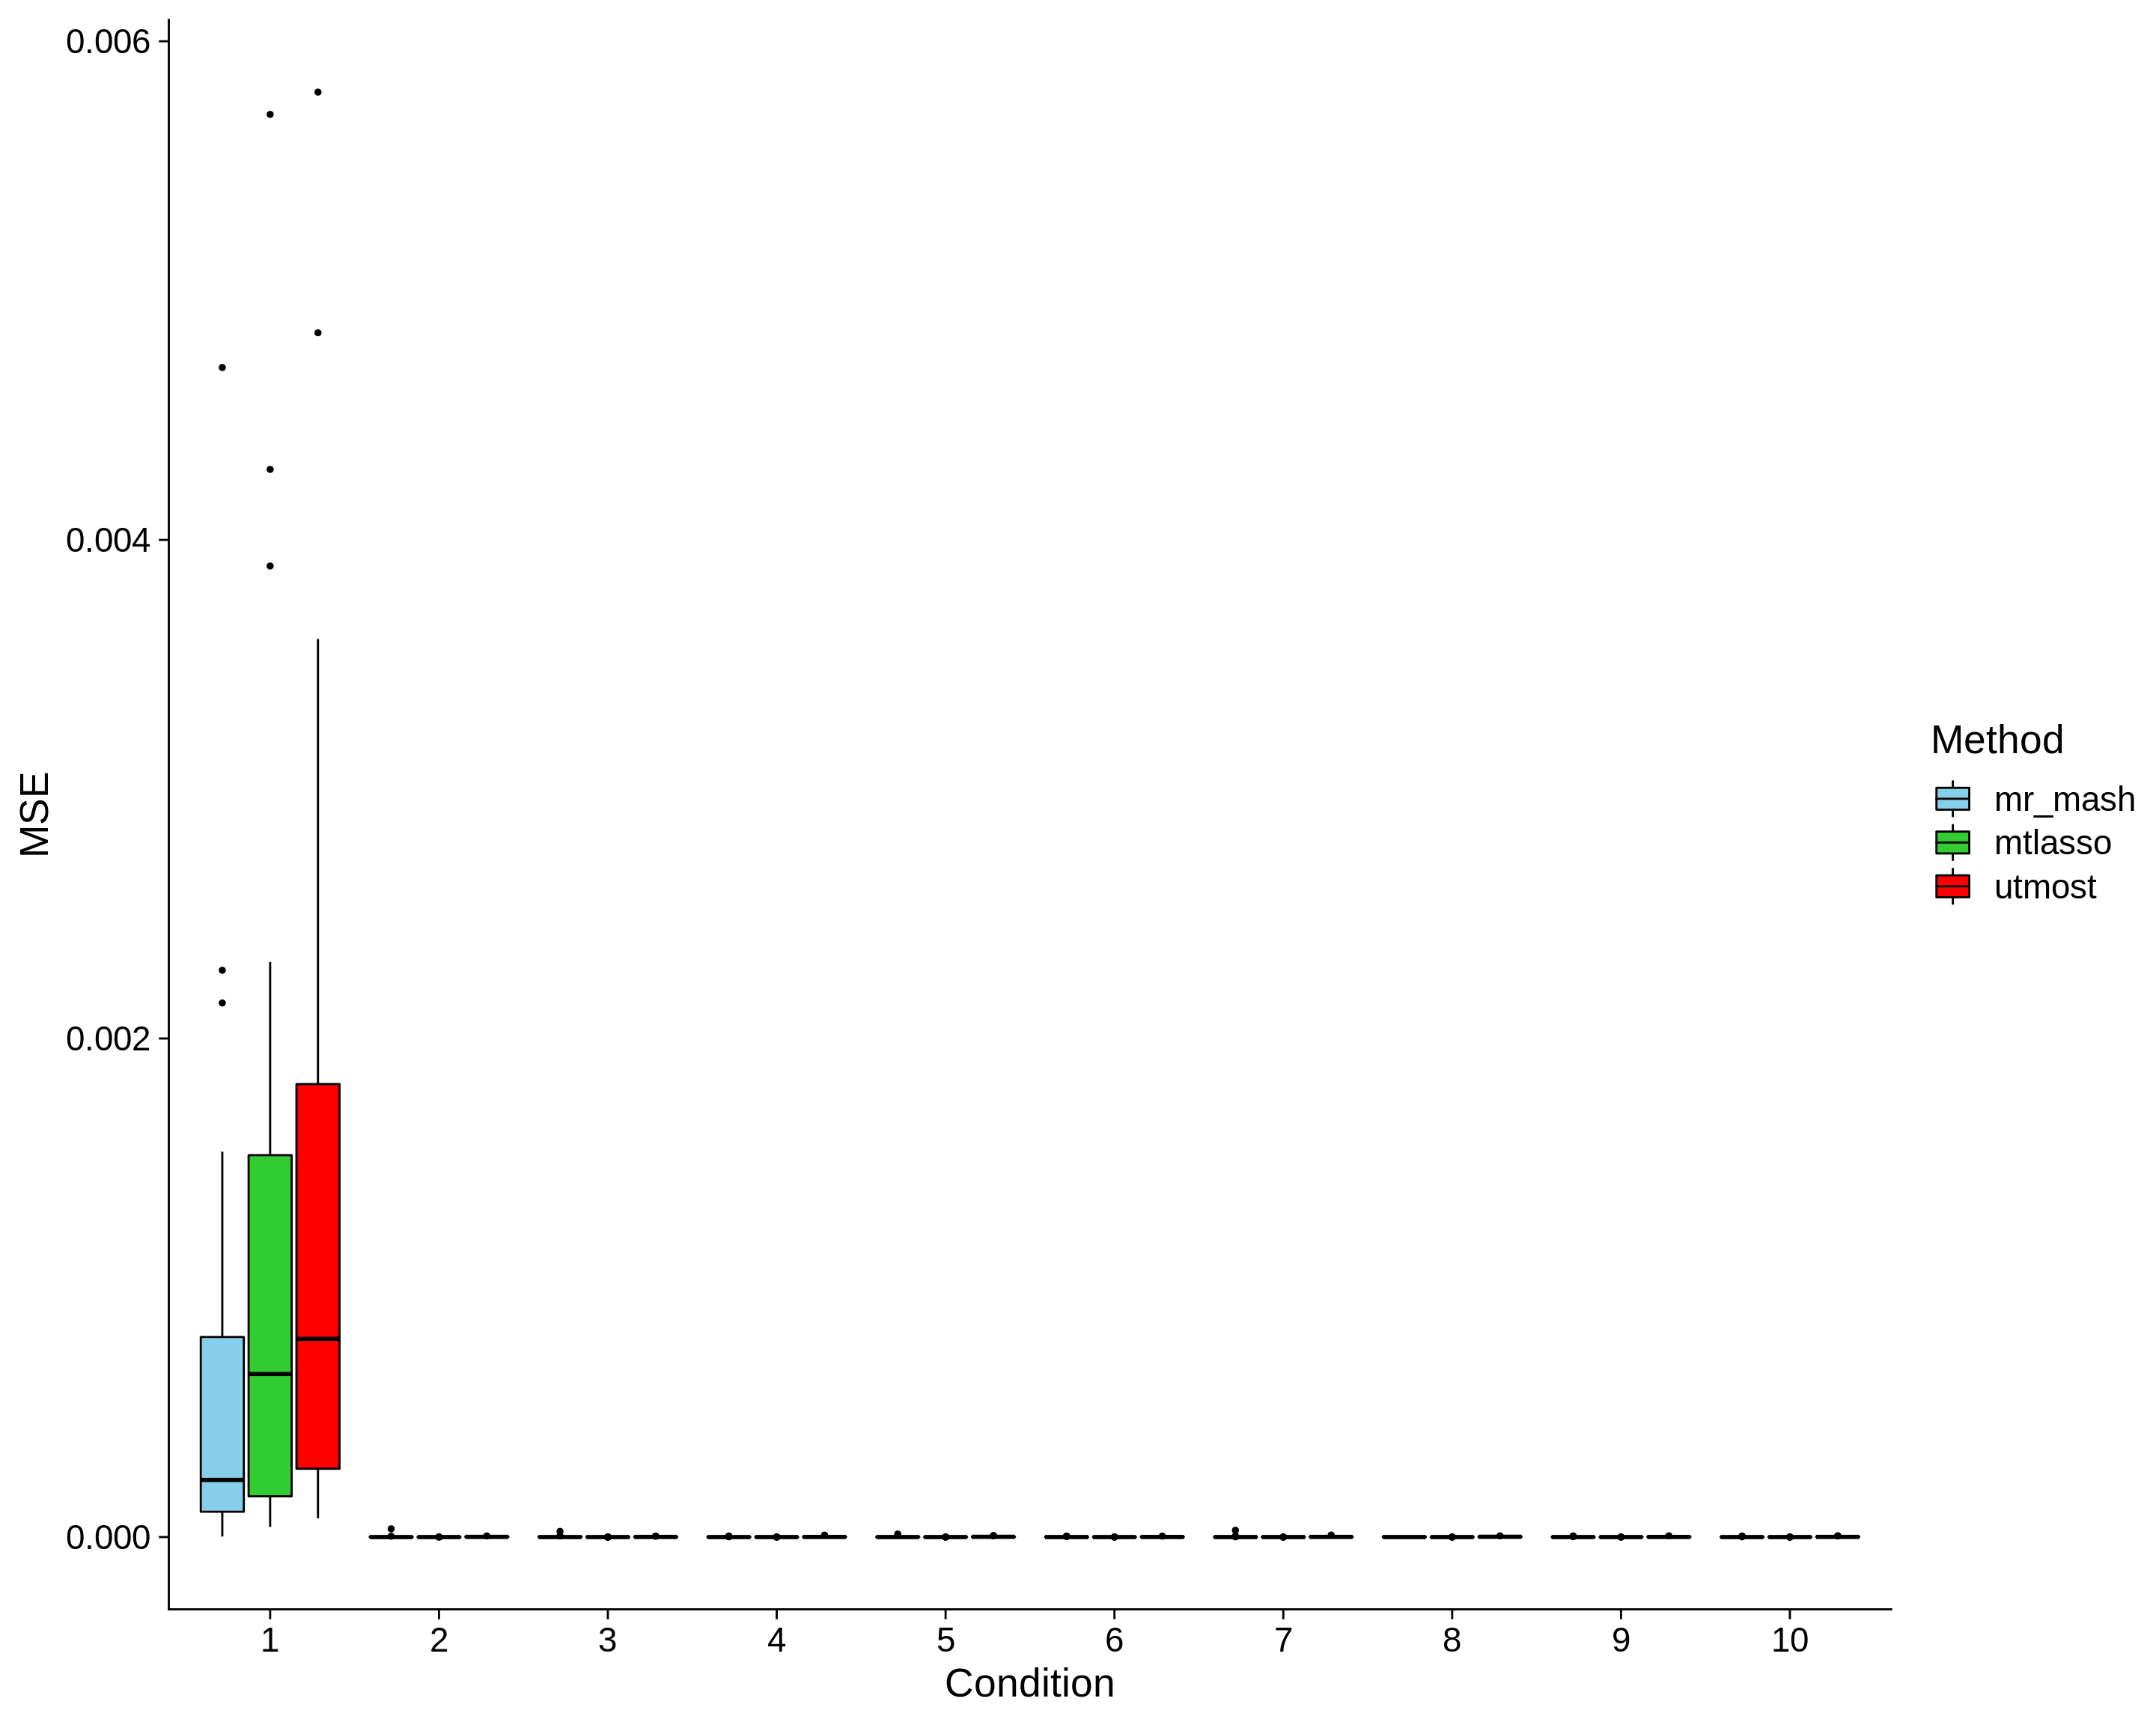 0.006
0.004
0.002
0.000
MSE
1 2 3 4 5 6 7 8 9 10
Condition
Method
mr_mash
mtlasso
utmost